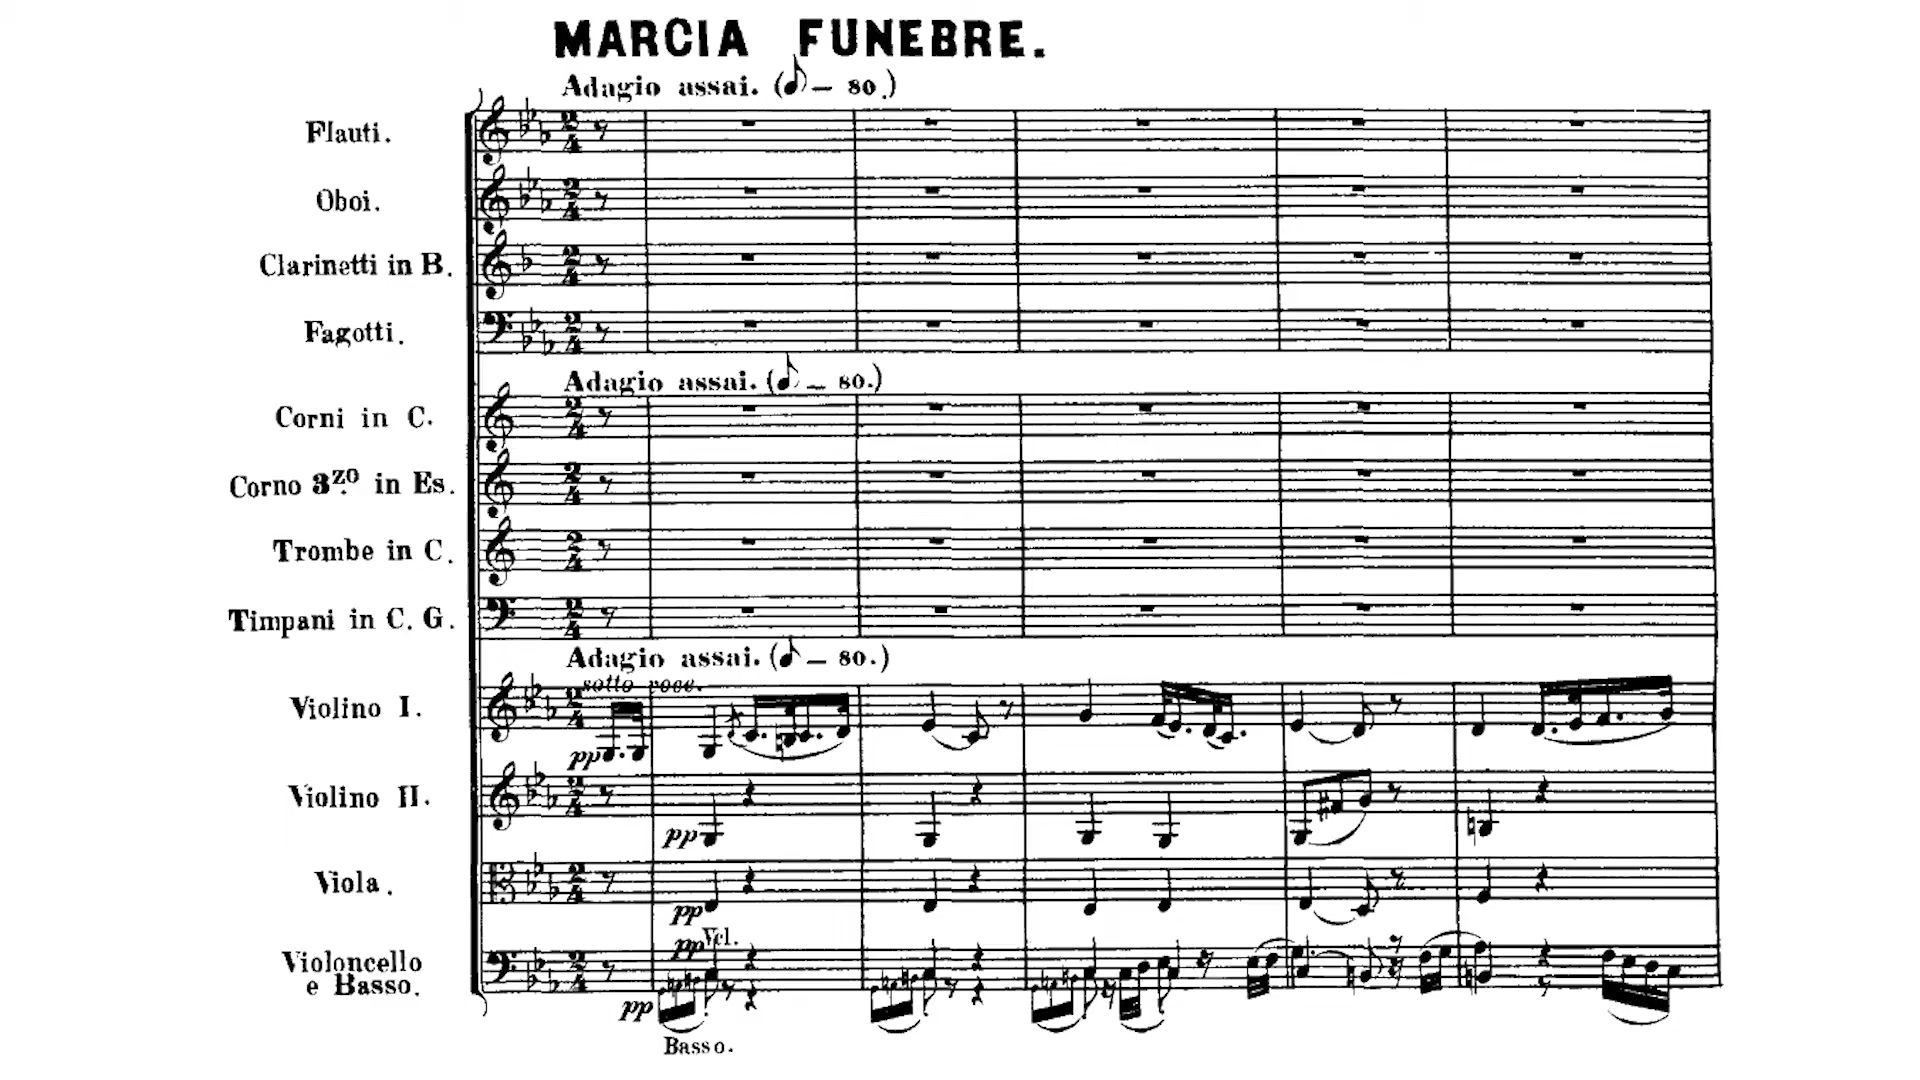 MARCIA FUNEBRE.
Adagio assai. (♪ – 80.)
Flauti.
Oboi.
Clarinetti in B.
Fagotti.
Adagio assai. (♪ – 80.)
Corni in C.
Corno 3zo. in Es.
Trombe in C.
Timpani in C. G.
Adagio assai. (♪ – 80.)
sotto voce.
Violino I.
pp
Violino II.
pp
Viola.
pp
pp Vcl.
Violoncello
e Basso.
pp
Basso.